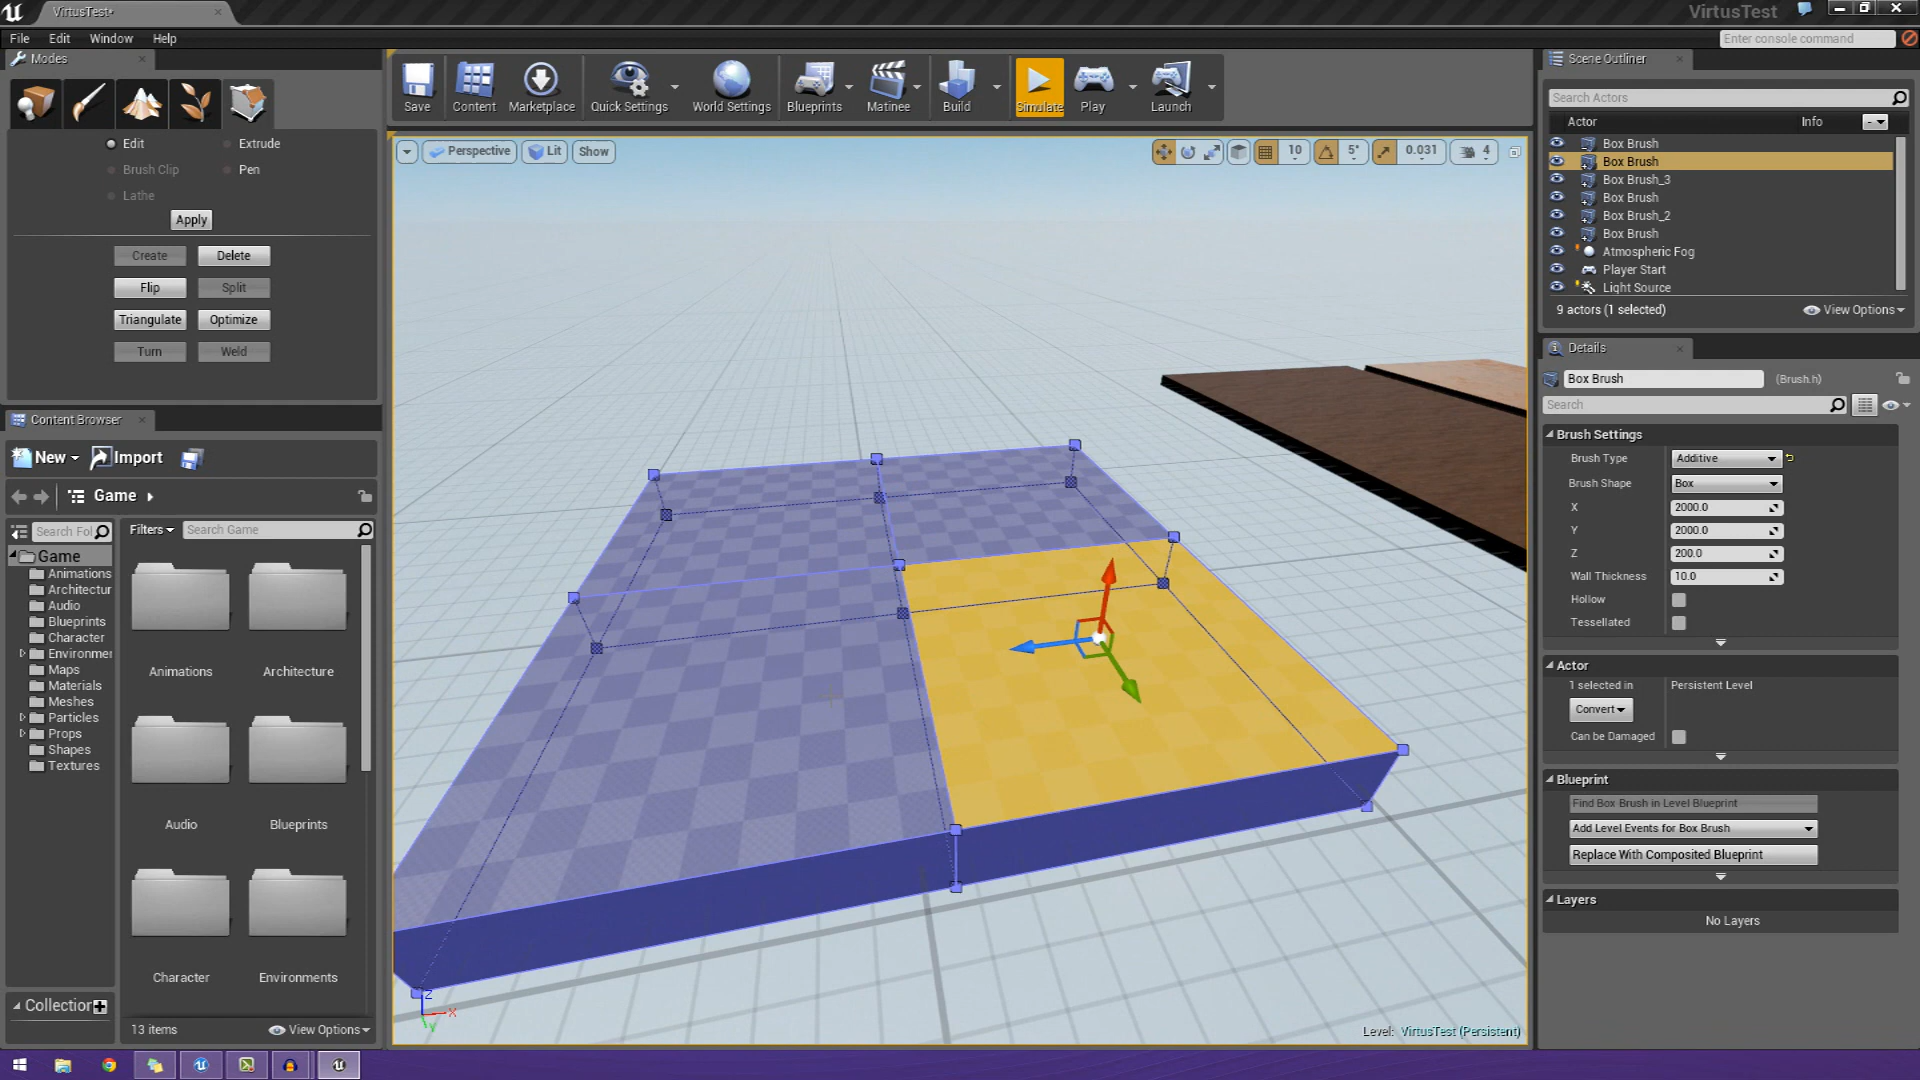 VirtusTest*
VirtusTest
File Edit Window Help
Enter console command
Modes
Edit Extrude
Brush Clip Pen
Lathe
Apply
Create Delete
Flip Split
Triangulate Optimize
Turn Weld
Save Content Marketplace Quick Settings World Settings Blueprints Matinee Build Simulate Play Launch
Perspective Lit Show
10 5° 0.031 4
Level: VirtusTest (Persistent)
Z
X
Y
Content Browser
New Import
Game
Search Fol
Filters Search Game
Game
Animations
Architectur
Audio
Blueprints
Character
Environmer
Maps
Materials
Meshes
Particles
Props
Shapes
Textures
Collection
Animations Architecture
Audio Blueprints
Character Environments
13 items View Options
Scene Outliner
Search Actors
Actor Info
Box Brush
Box Brush
Box Brush_3
Box Brush
Box Brush_2
Box Brush
Atmospheric Fog
Player Start
Light Source
9 actors (1 selected) View Options
Details
Box Brush (Brush.h)
Search
Brush Settings
Brush Type Additive
Brush Shape Box
X 2000.0
Y 2000.0
Z 200.0
Wall Thickness 10.0
Hollow
Tessellated
Actor
1 selected in Persistent Level
Convert
Can be Damaged
Blueprint
Find Box Brush in Level Blueprint
Add Level Events for Box Brush
Replace With Composited Blueprint
Layers
No Layers